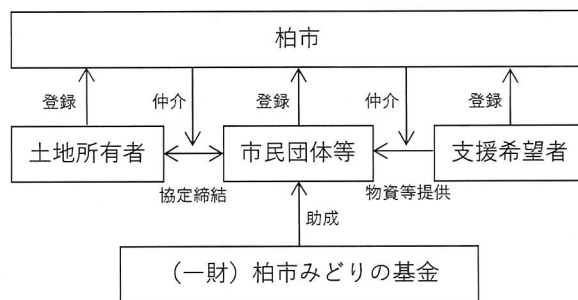 柏市
登録
仲介
登録
仲介
登録
土地所有者
市民団体等
支援希望者
協定締結
物資等提供
助成
（一財）柏市みどりの基金